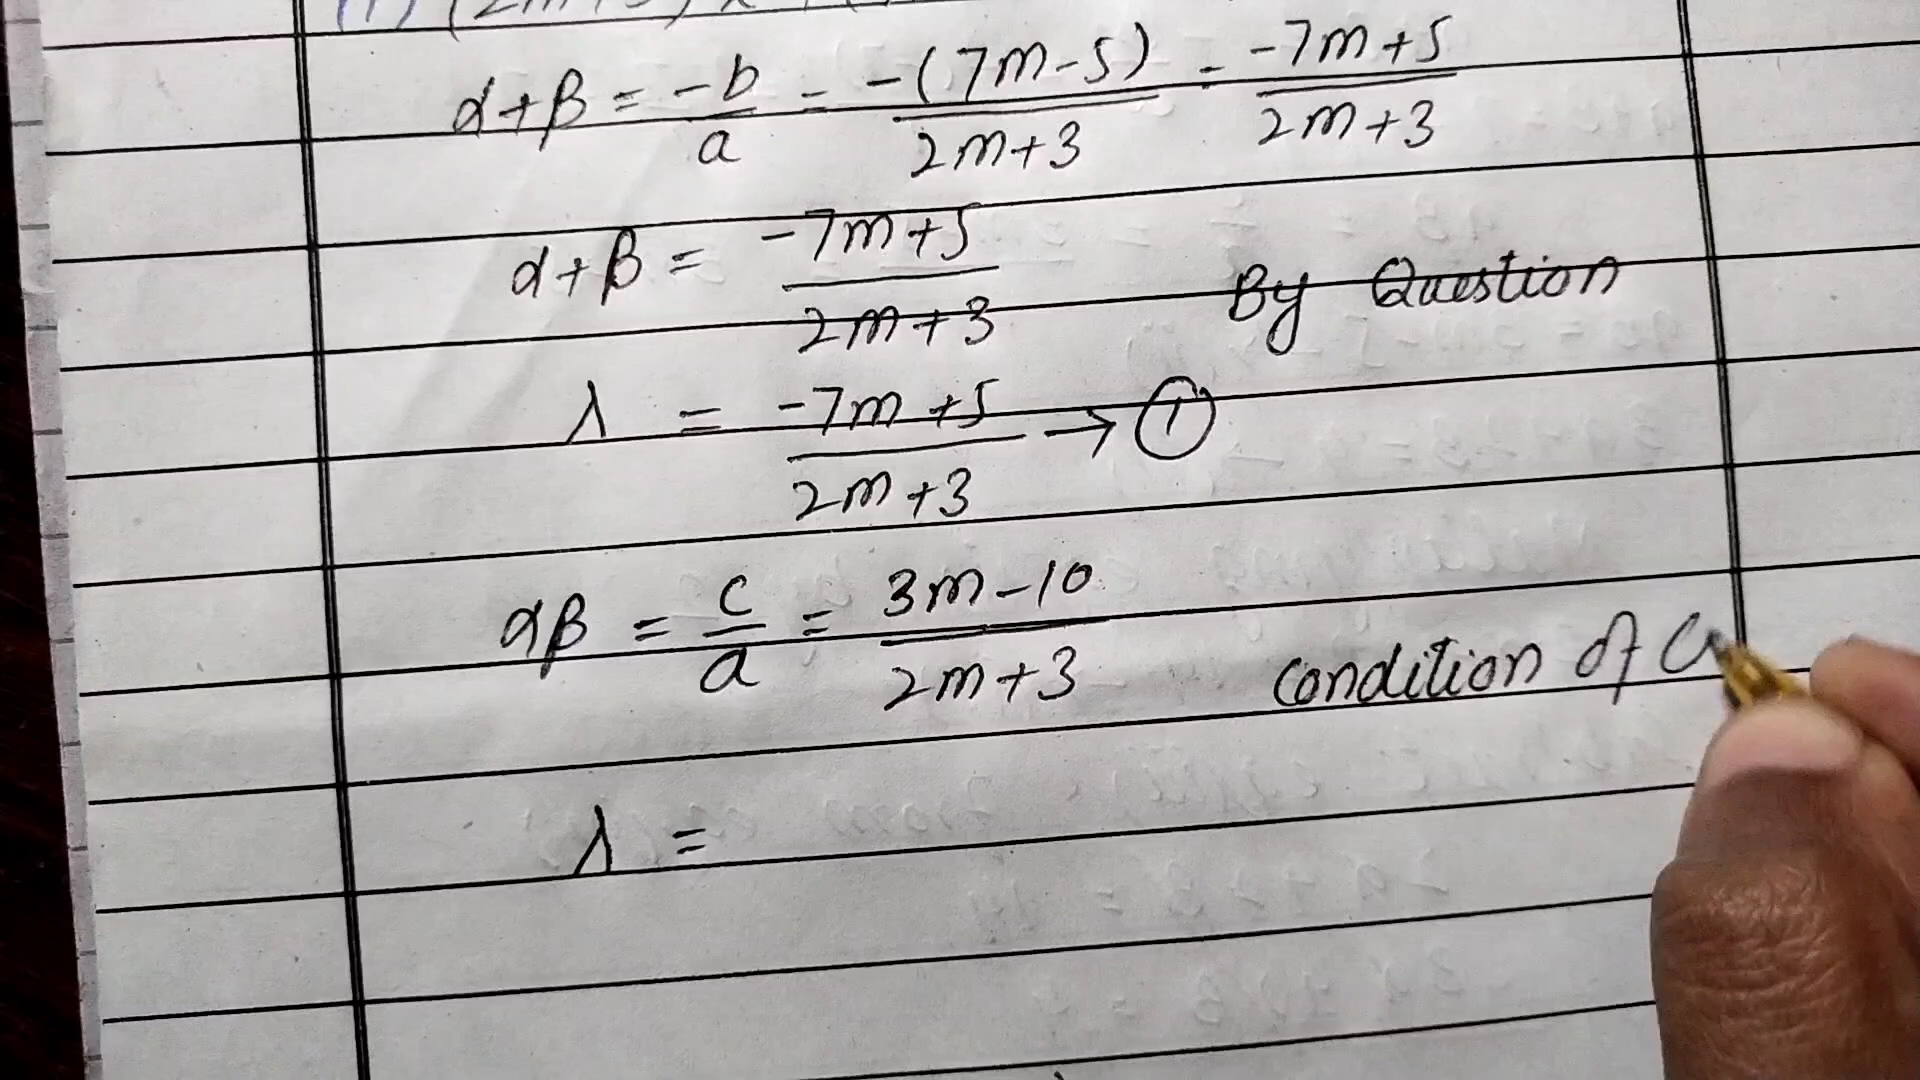 α+β = -b/a = -(7m-5)/2m+3 = -7m+5/2m+3
α+β = -7m+5/2m+3 By Question
λ = -7m+5/2m+3 → ①
αβ = c/a = 3m-10/2m+3 condition of
λ =